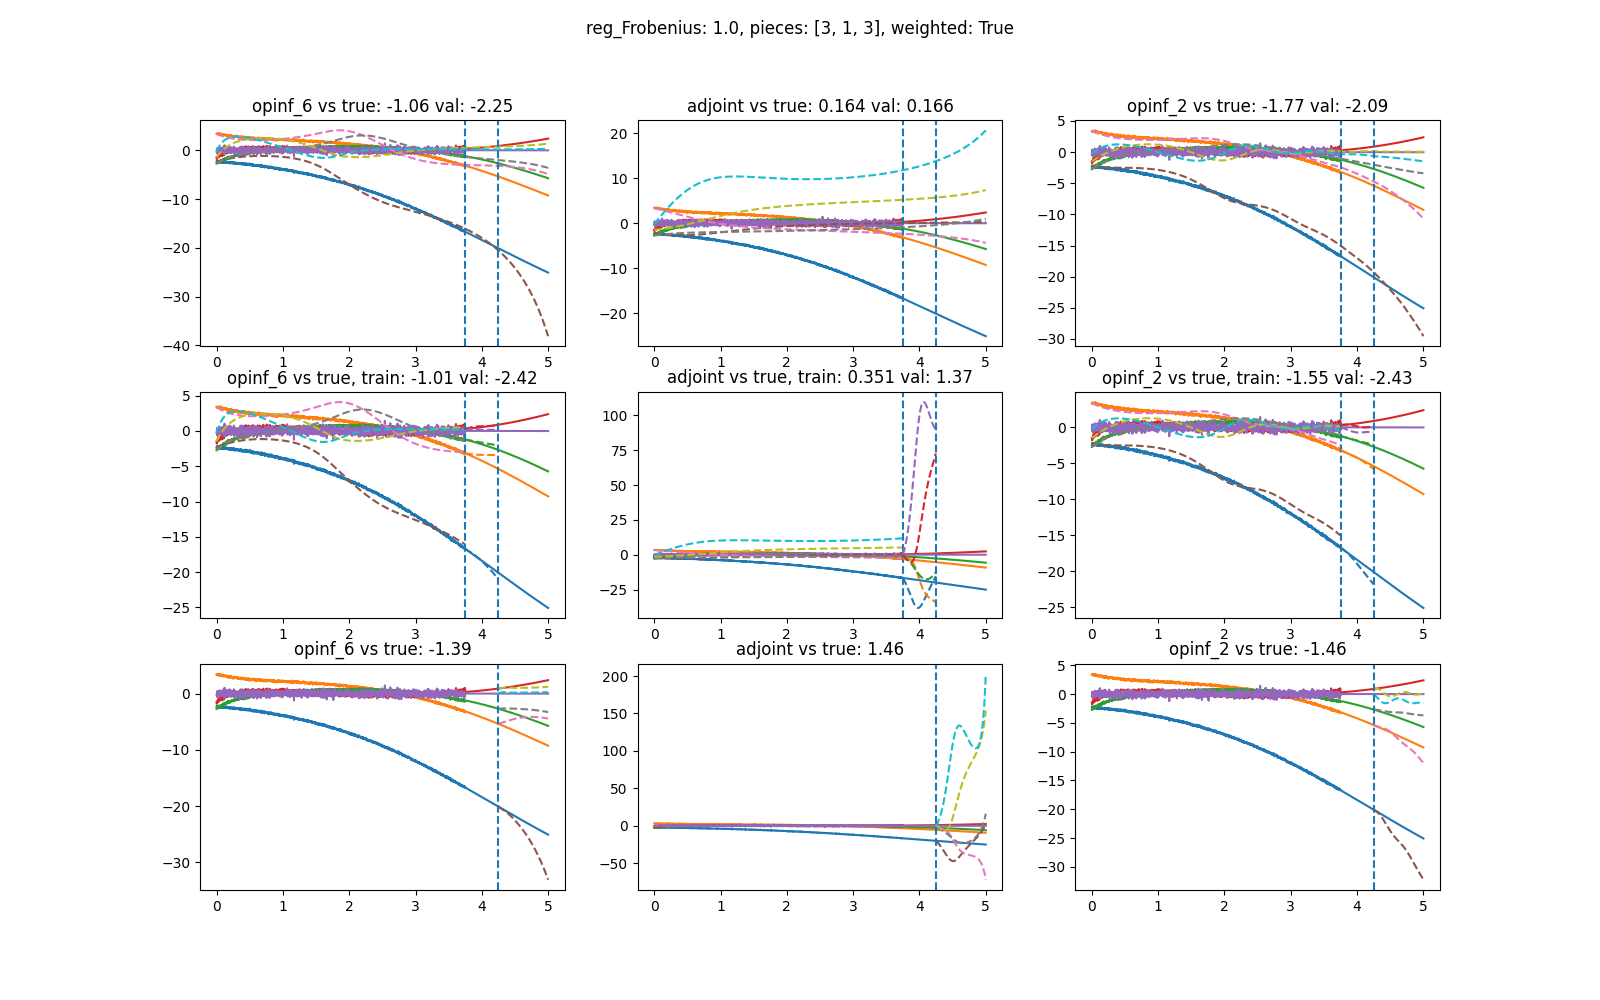 reg_Frobenius: 1.0, pieces: [3, 1, 3], weighted: True
opinf_6 vs true: -1.06 val: -2.25
adjoint vs true: 0.164 val: 0.166
opinf_2 vs true: -1.77 val: -2.09
0
−10
−20
−30
−40
0 1 2 3 4 5
20
10
0
−10
−20
0 1 2 3 4 5
5
0
−5
−10
−15
−20
−25
−30
0 1 2 3 4 5
opinf_6 vs true, train: -1.01 val: -2.42
adjoint vs true, train: 0.351 val: 1.37
opinf_2 vs true, train: -1.55 val: -2.43
5
0
−5
−10
−15
−20
−25
0 1 2 3 4 5
100
75
50
25
0
−25
0 1 2 3 4 5
0
−5
−10
−15
−20
−25
0 1 2 3 4 5
opinf_6 vs true: -1.39
adjoint vs true: 1.46
opinf_2 vs true: -1.46
0
−10
−20
−30
0 1 2 3 4 5
200
150
100
50
0
−50
0 1 2 3 4 5
5
0
−5
−10
−15
−20
−25
−30
0 1 2 3 4 5